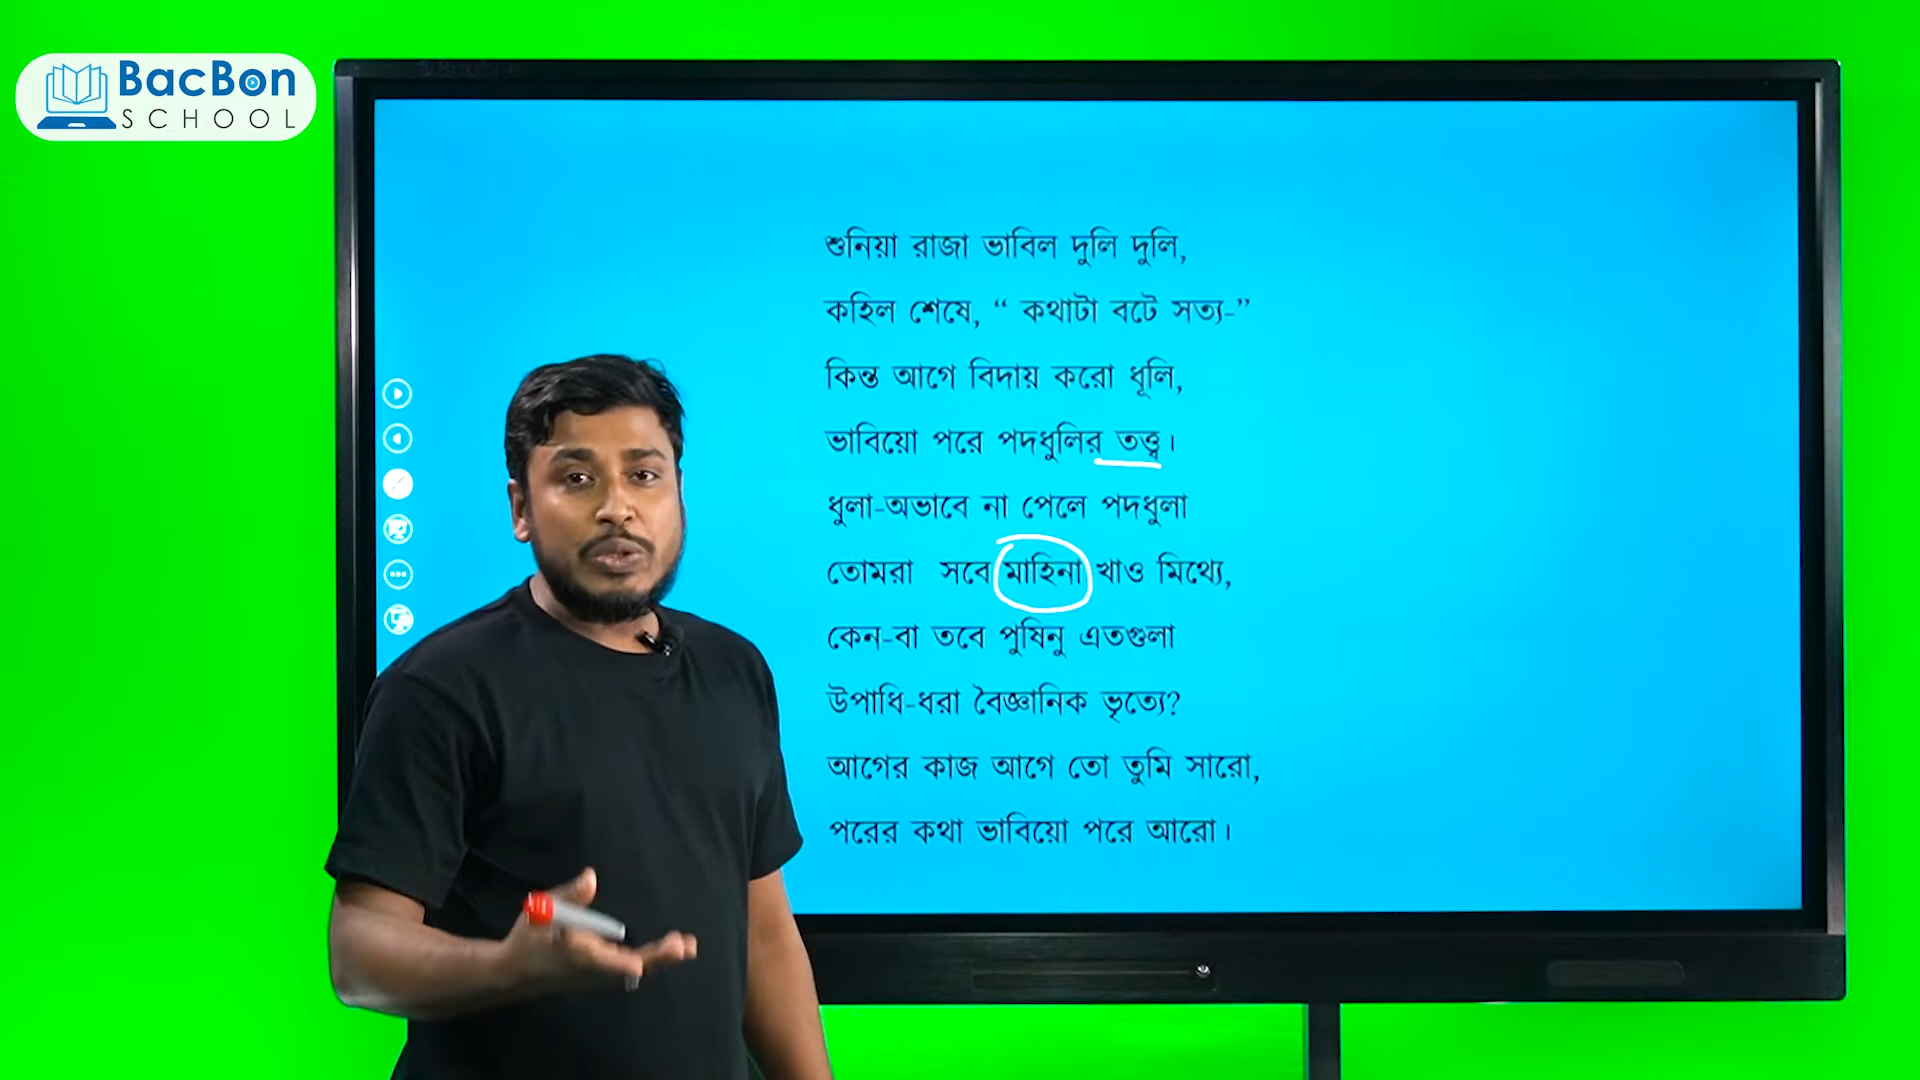 BacBon
SCHOOL
শুনিয়া রাজা ভাবিল দুলি দুলি,
কহিল শেষে, “ কথাটা বটে সত্য-”
কিন্তু আগে বিদায় করো ধূলি,
ভাবিয়ো পরে পদধুলির তত্ত্ব।
ধুলা-অভাবে না পেলে পদধুলা
তোমরা সবে মাহিনা খাও মিথ্যে,
কেন-বা তবে পুষিনু এতগুলা
উপাধি-ধরা বৈজ্ঞানিক ভৃত্যে?
আগের কাজ আগে তো তুমি সারো,
পরের কথা ভাবিয়ো পরে আরো।